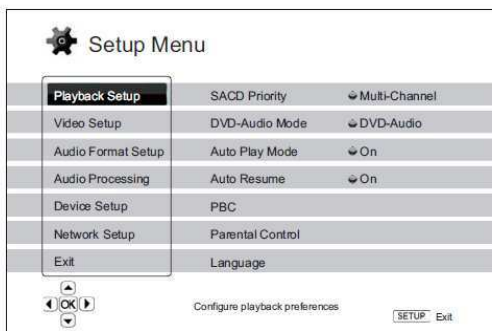 Setup Menu
Playback Setup SACD Priority Multi-Channel
Video Setup DVD-Audio Mode DVD-Audio
Audio Format Setup Auto Play Mode On
Audio Processing Auto Resume On
Device Setup PBC
Network Setup Parental Control
Exit Language
OK Configure playback preferences SETUP Exit